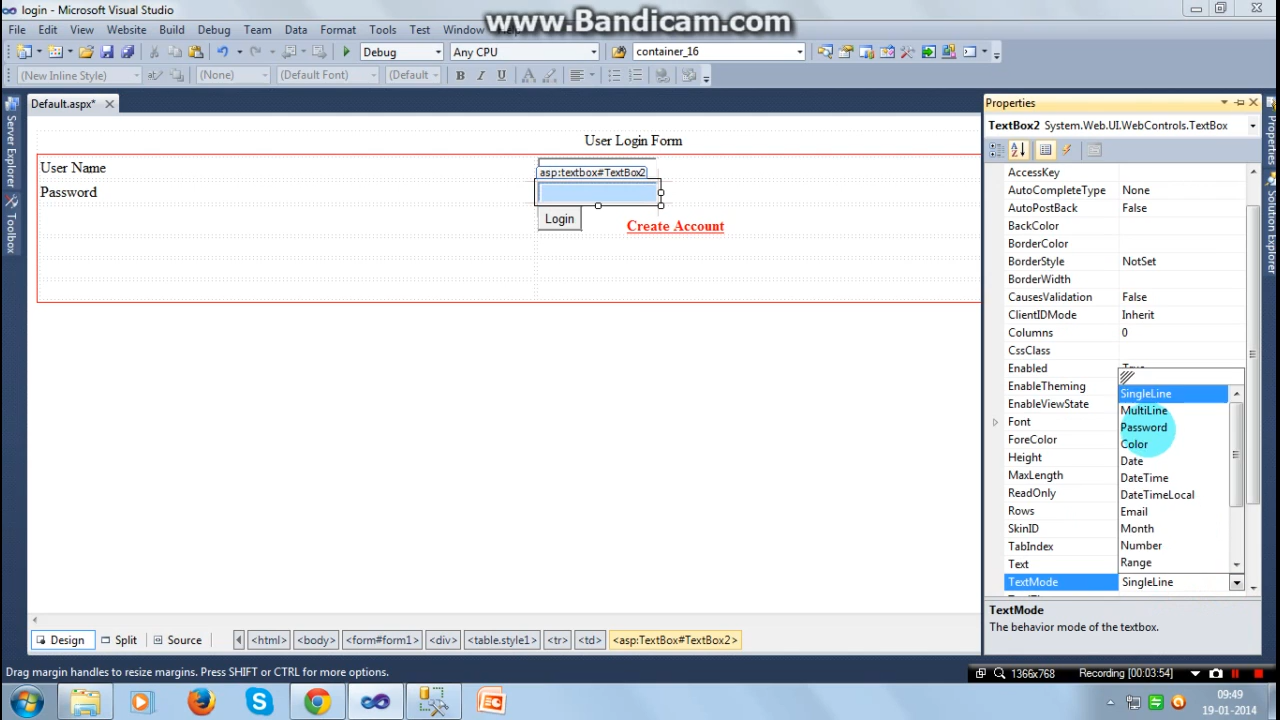 login - Microsoft Visual Studio
www.Bandicam.com
File Edit View Website Build Debug Team Data Format Tools Test Window
Debug Any CPU container_16
(New Inline Style) (None) (Default Font) (Default B I U A
Default.aspx*
Server Explorer
Toolbox
User Login Form
User Name
asp:textbox#TextBox2
Password
Login
Create Account
Properties
TextBox2 System.Web.UI.WebControls.TextBox
AccessKey
AutoCompleteType None
AutoPostBack False
BackColor
BorderColor
BorderStyle NotSet
BorderWidth
CausesValidation False
ClientIDMode Inherit
Columns 0
CssClass
Enabled True
EnableTheming
EnableViewState
Font
ForeColor
Height
MaxLength
ReadOnly
Rows
SkinID
TabIndex
Text
TextMode SingleLine
SingleLine
MultiLine
Password
Color
Date
DateTime
DateTimeLocal
Email
Month
Number
Range
TextMode
The behavior mode of the textbox.
Properties
Solution Explorer
Design Split Source <html> <body> <form#form1> <div> <table.style1> <tr> <td> <asp:TextBox#TextBox2>
Drag margin handles to resize margins. Press SHIFT or CTRL for more options.
1366x768 Recording [00:03:54]
09:49
19-01-2014